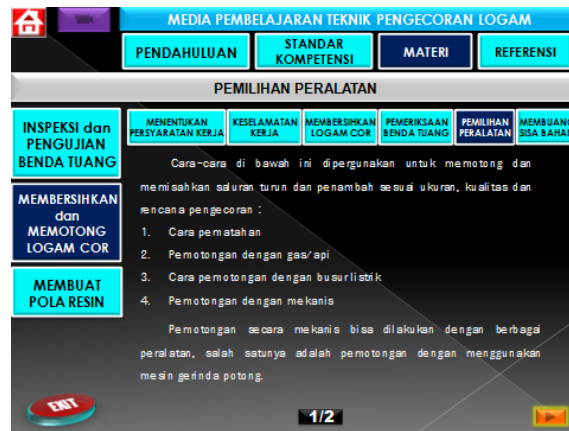 MEDIA PEMBELAJARAN TEKNIK PENGECORAN LOGAM
PENDAHULUAN
STANDAR
KOMPETENSI
MATERI
REFERENSI
PEMILIHAN PERALATAN
INSPEKSI dan
PENGUJIAN
BENDA TUANG
MEMBERSIHKAN
dan
MEMOTONG
LOGAM COR
MEMBUAT
POLA RESIN
MENENTUKAN
PERSYARATAN KERJA
KESELAMATAN
KERJA
MEMBERSIHKAN
LOGAM COR
PEMERIKSAAN
BENDA TUANG
PEMILIHAN
PERALATAN
MEMBUANG
SISA BAHA
Cara-cara di bawah ini dipergunakan untuk memotong dan
memisahkan saluran turun dan penambah sesuai ukuran, kualitas dan
rencana pengecoran :
1. Cara pematahan
2. Pemotongan dengan gas/api
3. Cara pemotongan dengan busur listrik
4. Pemotongan dengan mekanis
Pemotongan secara mekanis bisa dilakukan dengan berbagai
peralatan, salah satunya adalah pemotongan dengan menggunakan
mesin gerinda potong.
EXIT
1/2